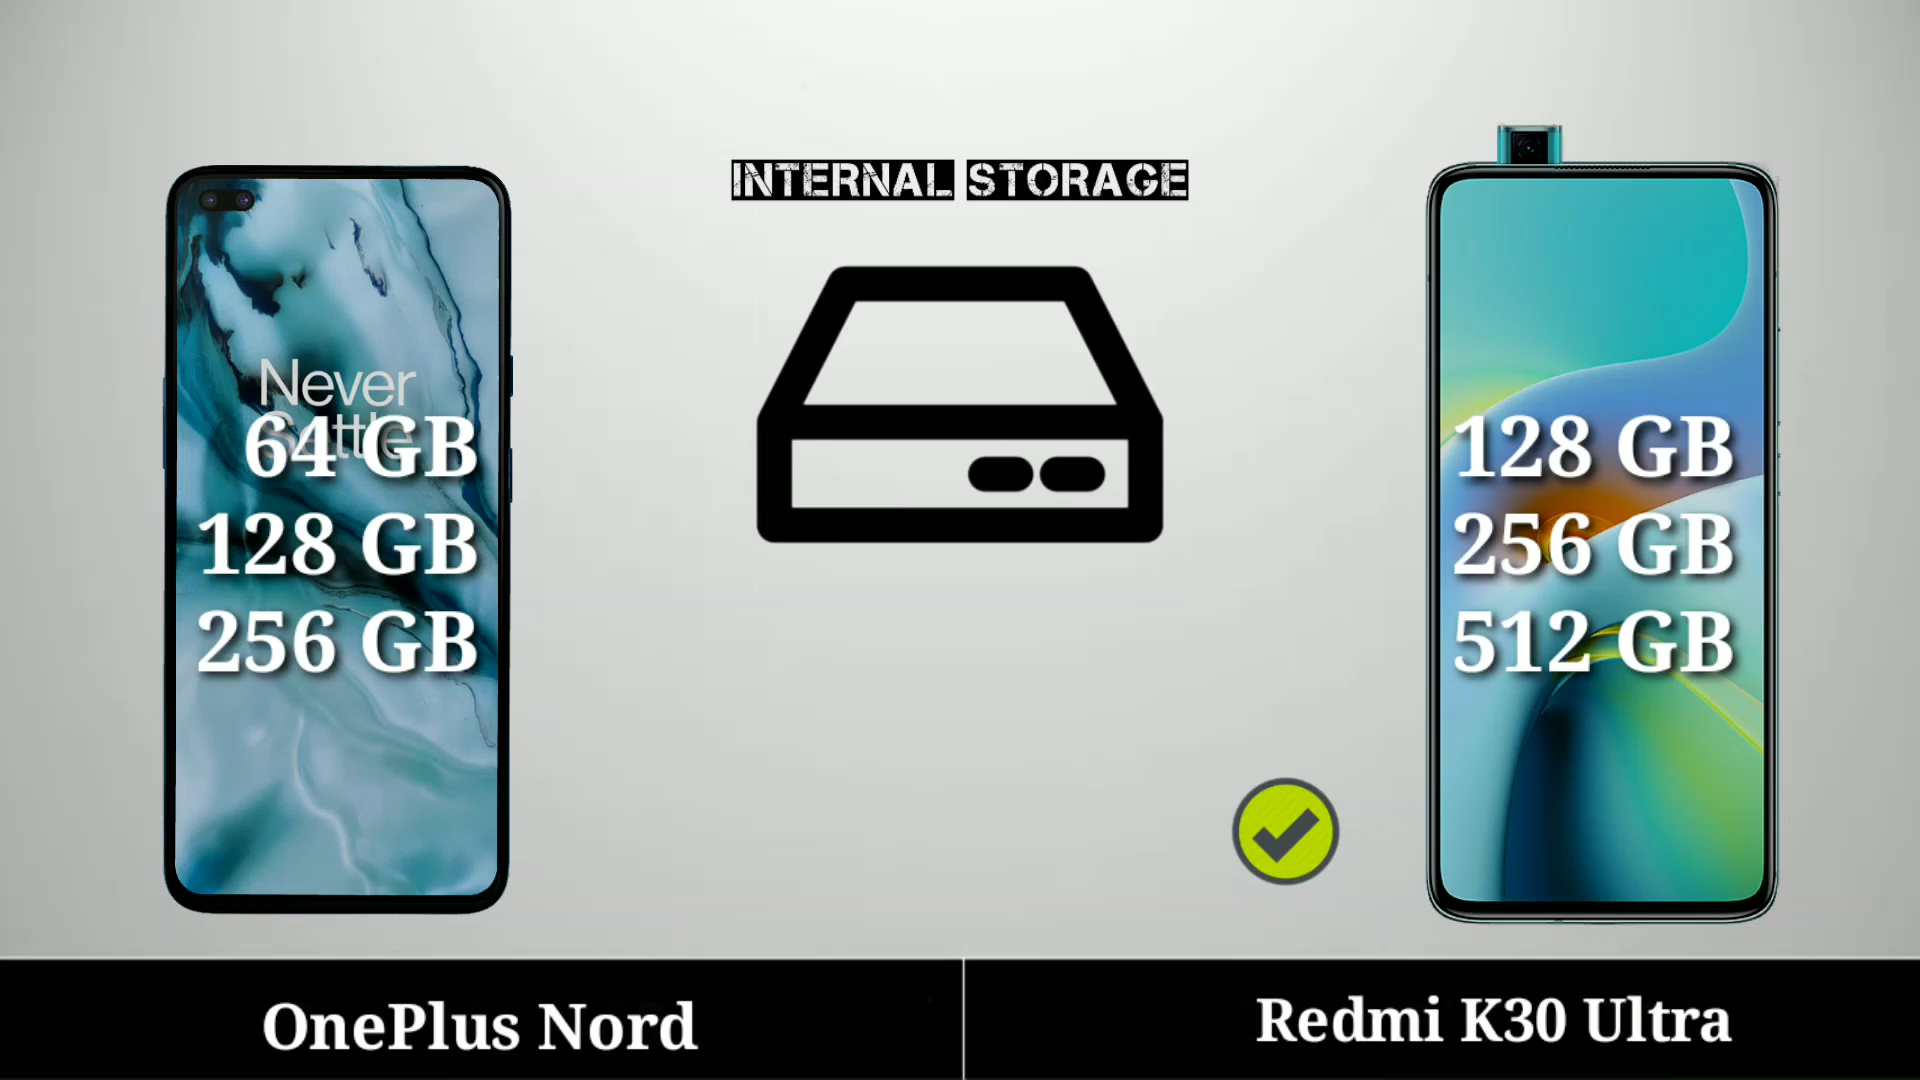 INTERNAL STORAGE
Never
Settle
64 GB
128 GB
256 GB
128 GB
256 GB
512 GB
OnePlus Nord
Redmi K30 Ultra